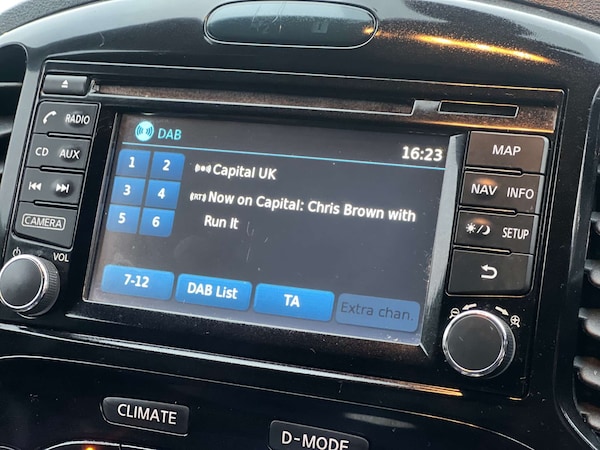 DAB
16:23
1 2
3 4
5 6
Capital UK
Now on Capital: Chris Brown with
Run It
7-12
DAB List
TA
Extra chan.
RADIO
CD AUX
CAMERA
VOL
MAP
NAV INFO
SETUP
CLIMATE
D-MODE